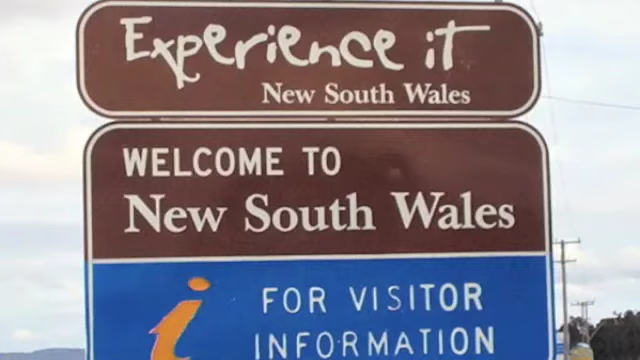 Experience it
New South Wales
WELCOME TO
New South Wales
i FOR VISITOR
INFORMATION